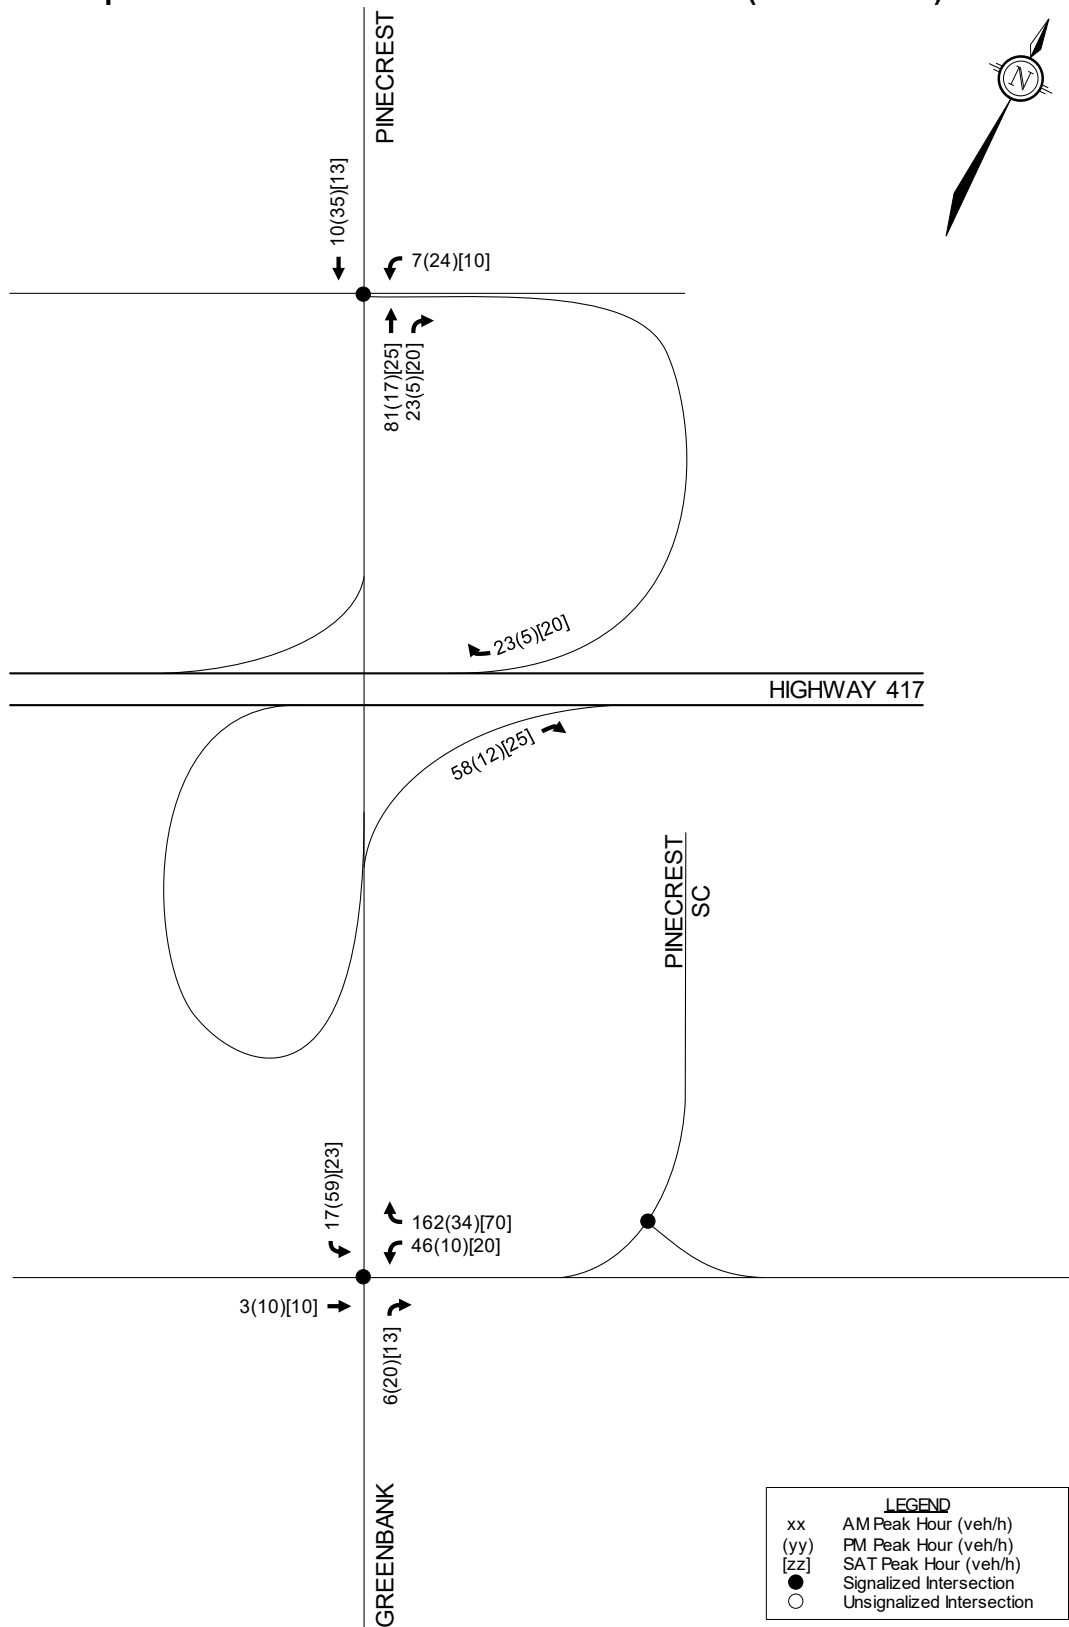 PINECREST
10(35)[13]
7(24)[10]
81(17)[25]
23(5)[20]
23(5)[20]
HIGHWAY 417
58(12)[25]
PINECREST
SC
17(59)[23]
162(34)[70]
46(10)[20]
3(10)[10]
6(20)[13]
GREENBANK
N
LEGEND
xx AM Peak Hour (veh/h)
(yy) PM Peak Hour (veh/h)
[zz] SAT Peak Hour (veh/h)
Signalized Intersection
Unsignalized Intersection